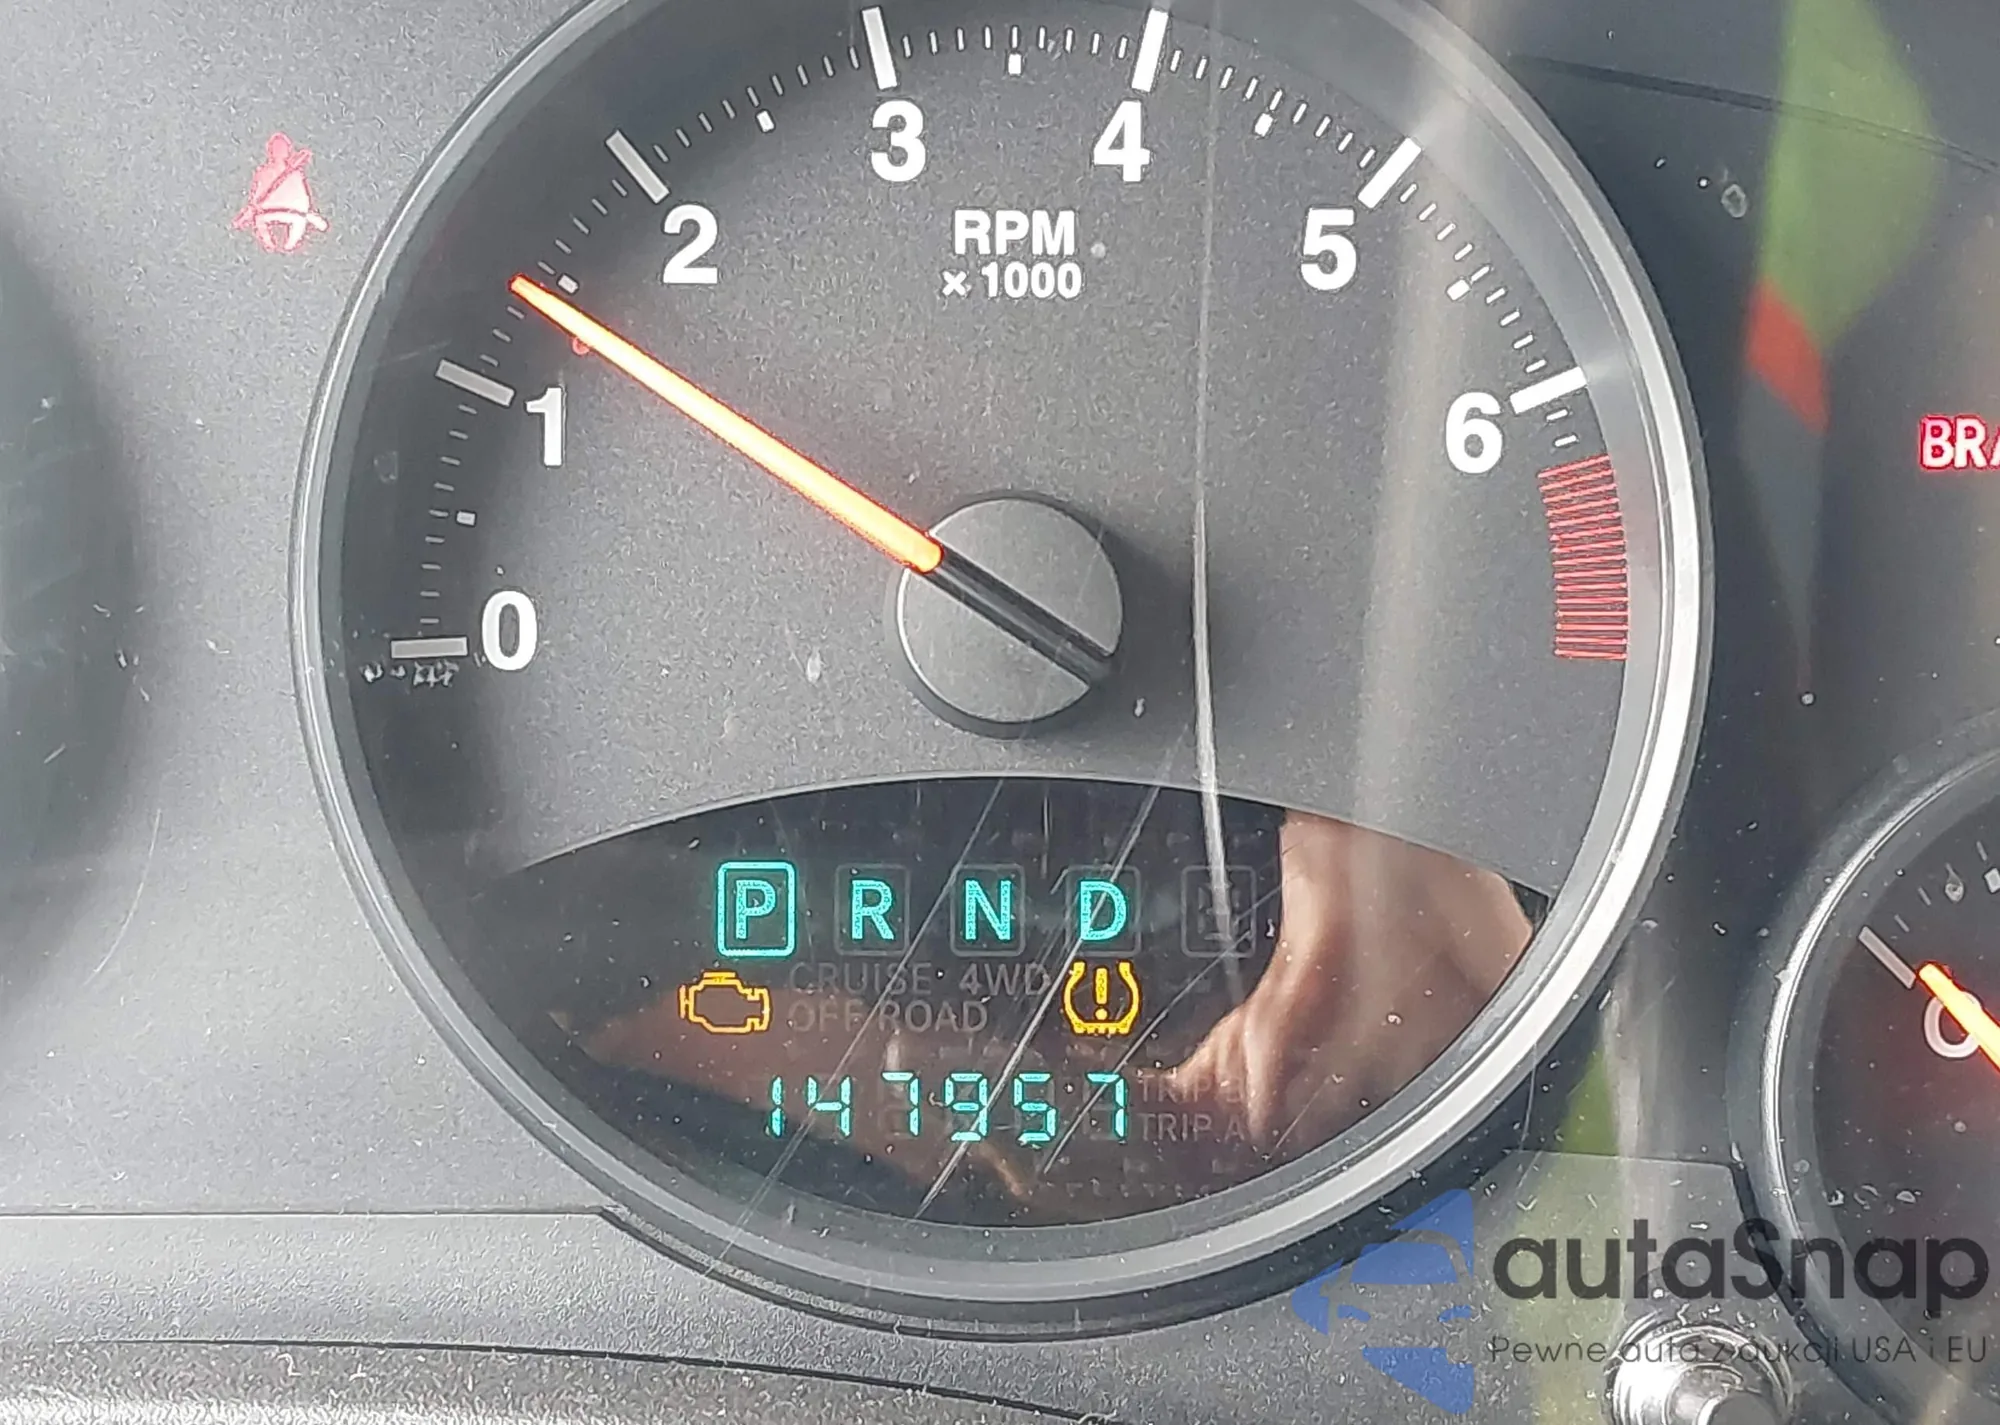 3 4
2 5
RPM
x 1000
1 6
BRA
0
P R N D
CRUISE 4WD
OFF ROAD
147957
TRIP B
TRIP A
autaSnap
Pewne auta z aukcji USA i EU